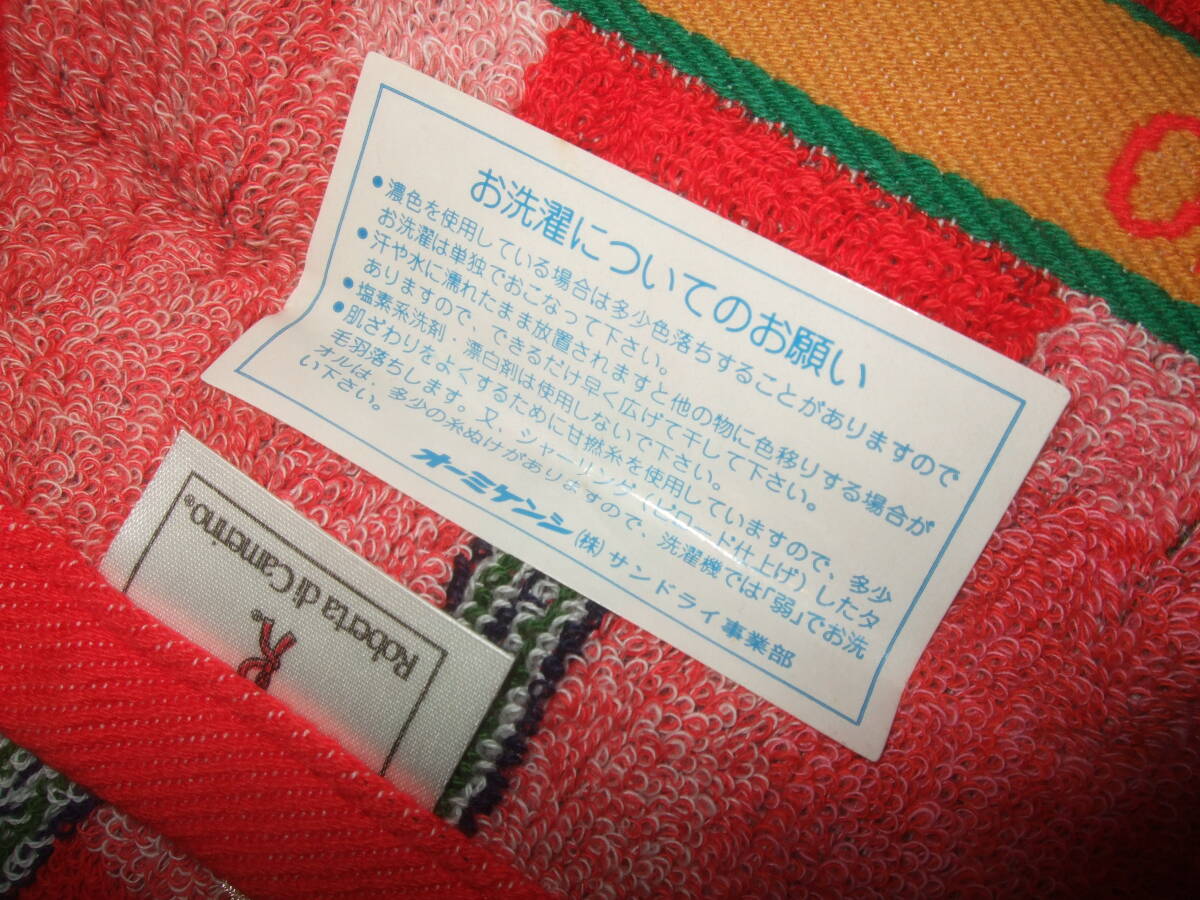 お洗濯についてのお願い
●濃色を使用している場合は多少色落ちすることがありますので
お洗濯は単独でおこなって下さい。
●汗や水に濡れたまま放置されますと他の物に色移りする場合が
ありますので、できるだけ早く広げて干して下さい。
●塩素系洗剤・漂白剤は使用しないで下さい。
●肌ざわりをよくするために甘撚糸を使用していますので、多少
毛羽落ちします。又、シャーリング(ビロード仕上げ)したタ
オルは、多少の糸ぬけがありますので、洗濯機では「弱」でお洗
い下さい。
オーミケンシ(株)サンドライ事業部
Roberta di Camerino®
R®